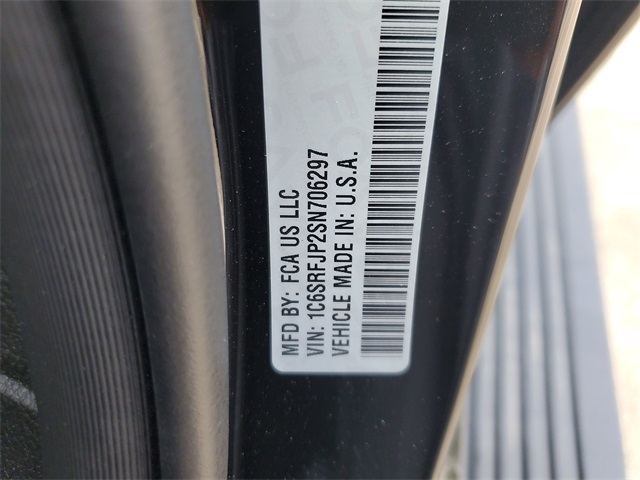 MFD BY: FCA US LLC
VIN: 1C6SRFJP2SN706297
VEHICLE MADE IN: U.S.A.